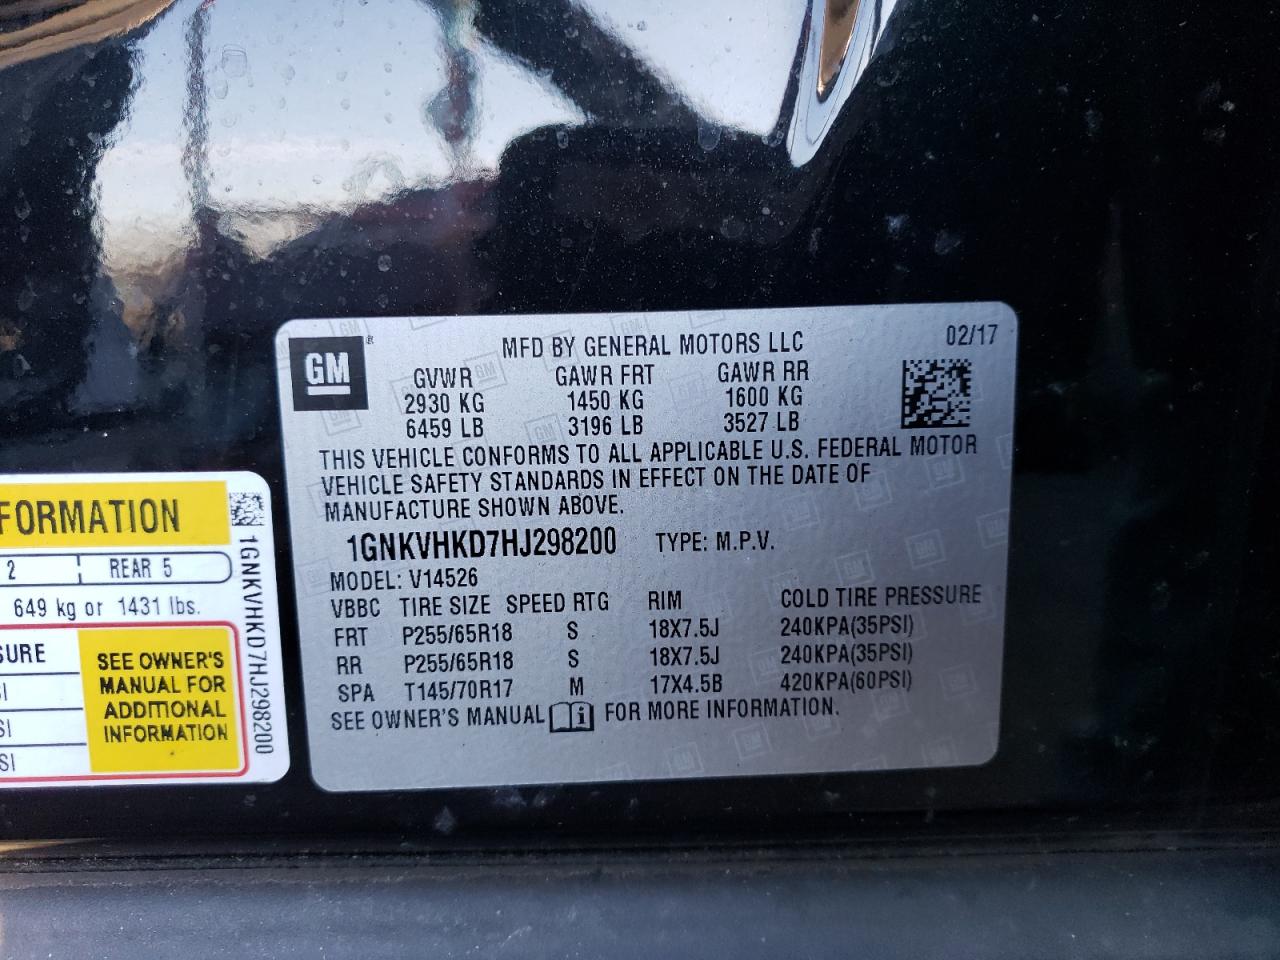 GM
MFD BY GENERAL MOTORS LLC 02/17
GVWR GAWR FRT GAWR RR
2930 KG 1450 KG 1600 KG
6459 LB 3196 LB 3527 LB
THIS VEHICLE CONFORMS TO ALL APPLICABLE U.S. FEDERAL MOTOR
VEHICLE SAFETY STANDARDS IN EFFECT ON THE DATE OF
MANUFACTURE SHOWN ABOVE.
1GNKVHKD7HJ298200 TYPE: M.P.V.
MODEL: V14526
VBBC TIRE SIZE SPEED RTG RIM COLD TIRE PRESSURE
FRT P255/65R18 S 18X7.5J 240KPA(35PSI)
RR P255/65R18 S 18X7.5J 240KPA(35PSI)
SPA T145/70R17 M 17X4.5B 420KPA(60PSI)
SEE OWNER'S MANUAL FOR MORE INFORMATION.
FORMATION
2 REAR 5
649 kg or 1431 lbs.
SURE
SI
SI
SI
SEE OWNER'S
MANUAL FOR
ADDITIONAL
INFORMATION
1GNKVHKD7HJ298200